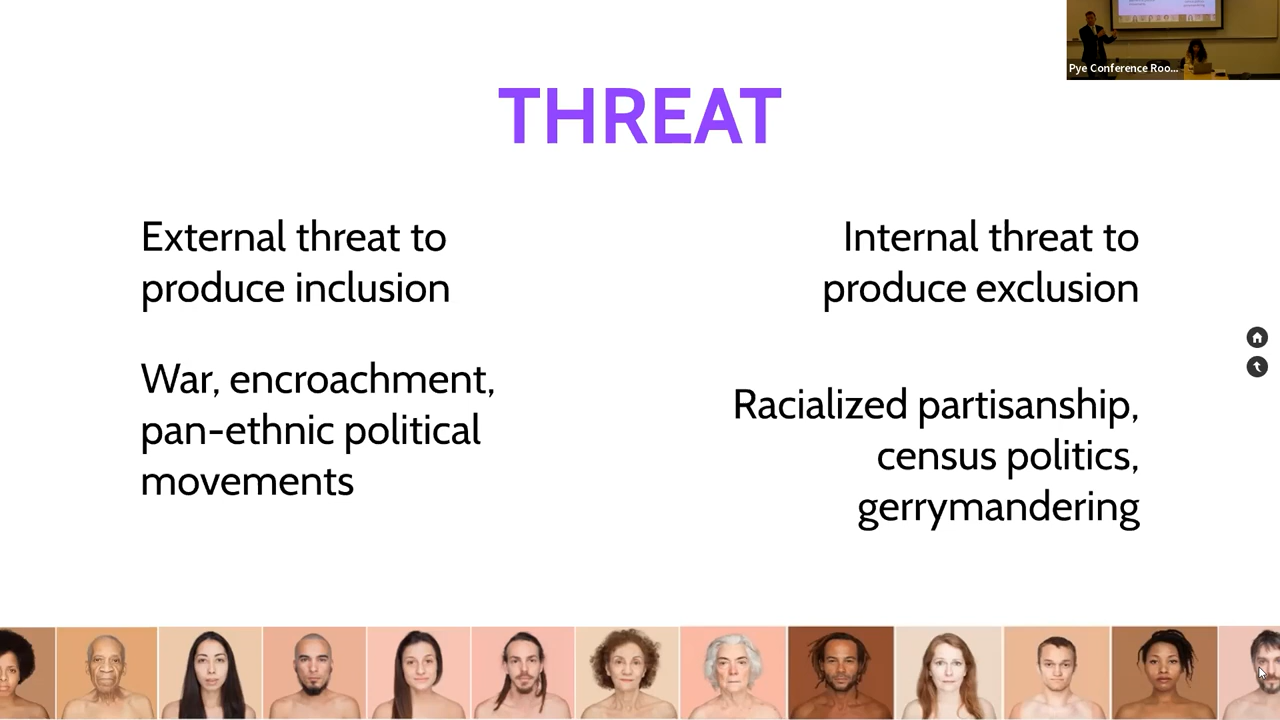 Pye Conference Roo...
THREAT
External threat to
produce inclusion
War, encroachment,
pan-ethnic political
movements
Internal threat to
produce exclusion
Racialized partisanship,
census politics,
gerrymandering